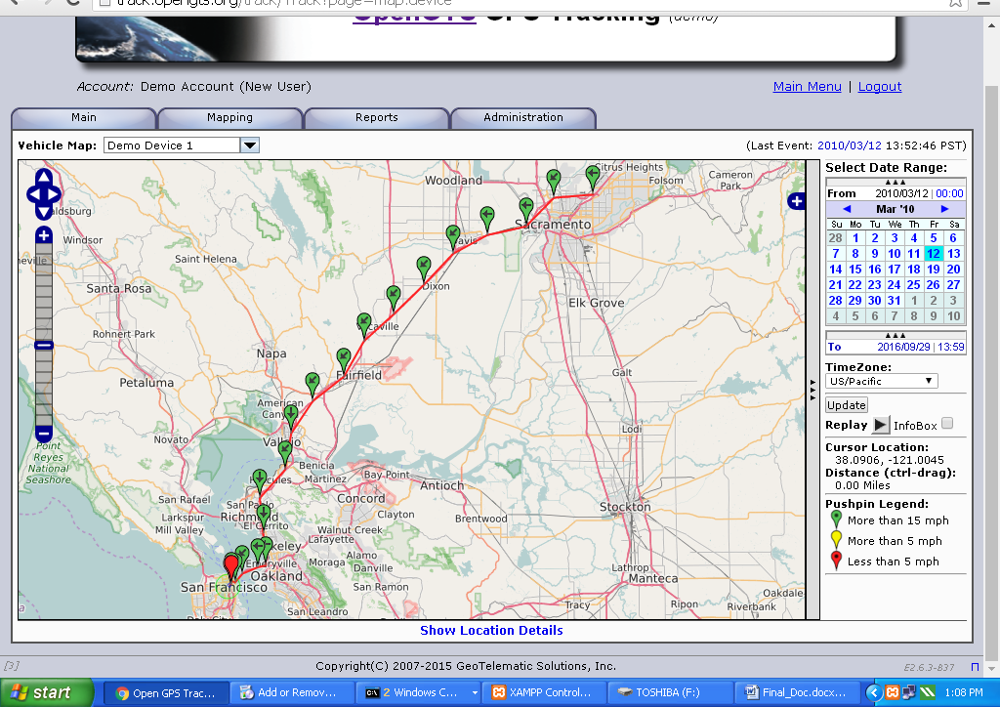 track.opengts.org/track/Track?page=map.device
OpenGTS GPS Tracking (demo)
Account: Demo Account (New User)
Main Menu | Logout
Main
Mapping
Reports
Administration
Vehicle Map: Demo Device 1
(Last Event: 2010/03/12 13:52:46 PST)
Woodland
Citrus Heights
Folsom
Cameron
Park
Sacramento
Davis
Dixon
Elk Grove
Vacaville
Fairfield
Galt
Lodi
Stockton
Lathrop
Manteca
Tracy
Ripon
Riverbank
Oakdale
Windsor
Saint Helena
Santa Rosa
Rohnert Park
Napa
Petaluma
American
Novato
Vallejo
Benicia
Martinez
Bay Point
Antioch
Concord
Hercules
San Rafael
San Pablo
Richmond
El Cerrito
Larkspur
Mill Valley
Clayton
Brentwood
Walnut Creek
Lafayette
Moraga
Alamo
Danville
Emeryville
Oakland
San Francisco
San Ramon
San Leandro
Point
Reyes
National
Seashore
Show Location Details
Select Date Range:
From 2010/03/12 | 00:00
Mar '10
Su Mo Tu We Th Fr Sa
28 1 2 3 4 5 6
7 8 9 10 11 12 13
14 15 16 17 18 19 20
21 22 23 24 25 26 27
28 29 30 31 1 2 3
4 5 6 7 8 9 10
To 2016/09/29 | 13:59
TimeZone:
US/Pacific
Update
Replay InfoBox
Cursor Location:
38.0906, -121.0045
Distance (ctrl-drag):
0.00 Miles
Pushpin Legend:
More than 15 mph
More than 5 mph
Less than 5 mph
[3]
Copyright(C) 2007-2015 GeoTelematic Solutions, Inc.
E2.6.3-B37
start
Open GPS Trac...
Add or Remov...
2 Windows C...
XAMPP Control...
TOSHIBA (F:)
Final_Doc.docx...
1:08 PM